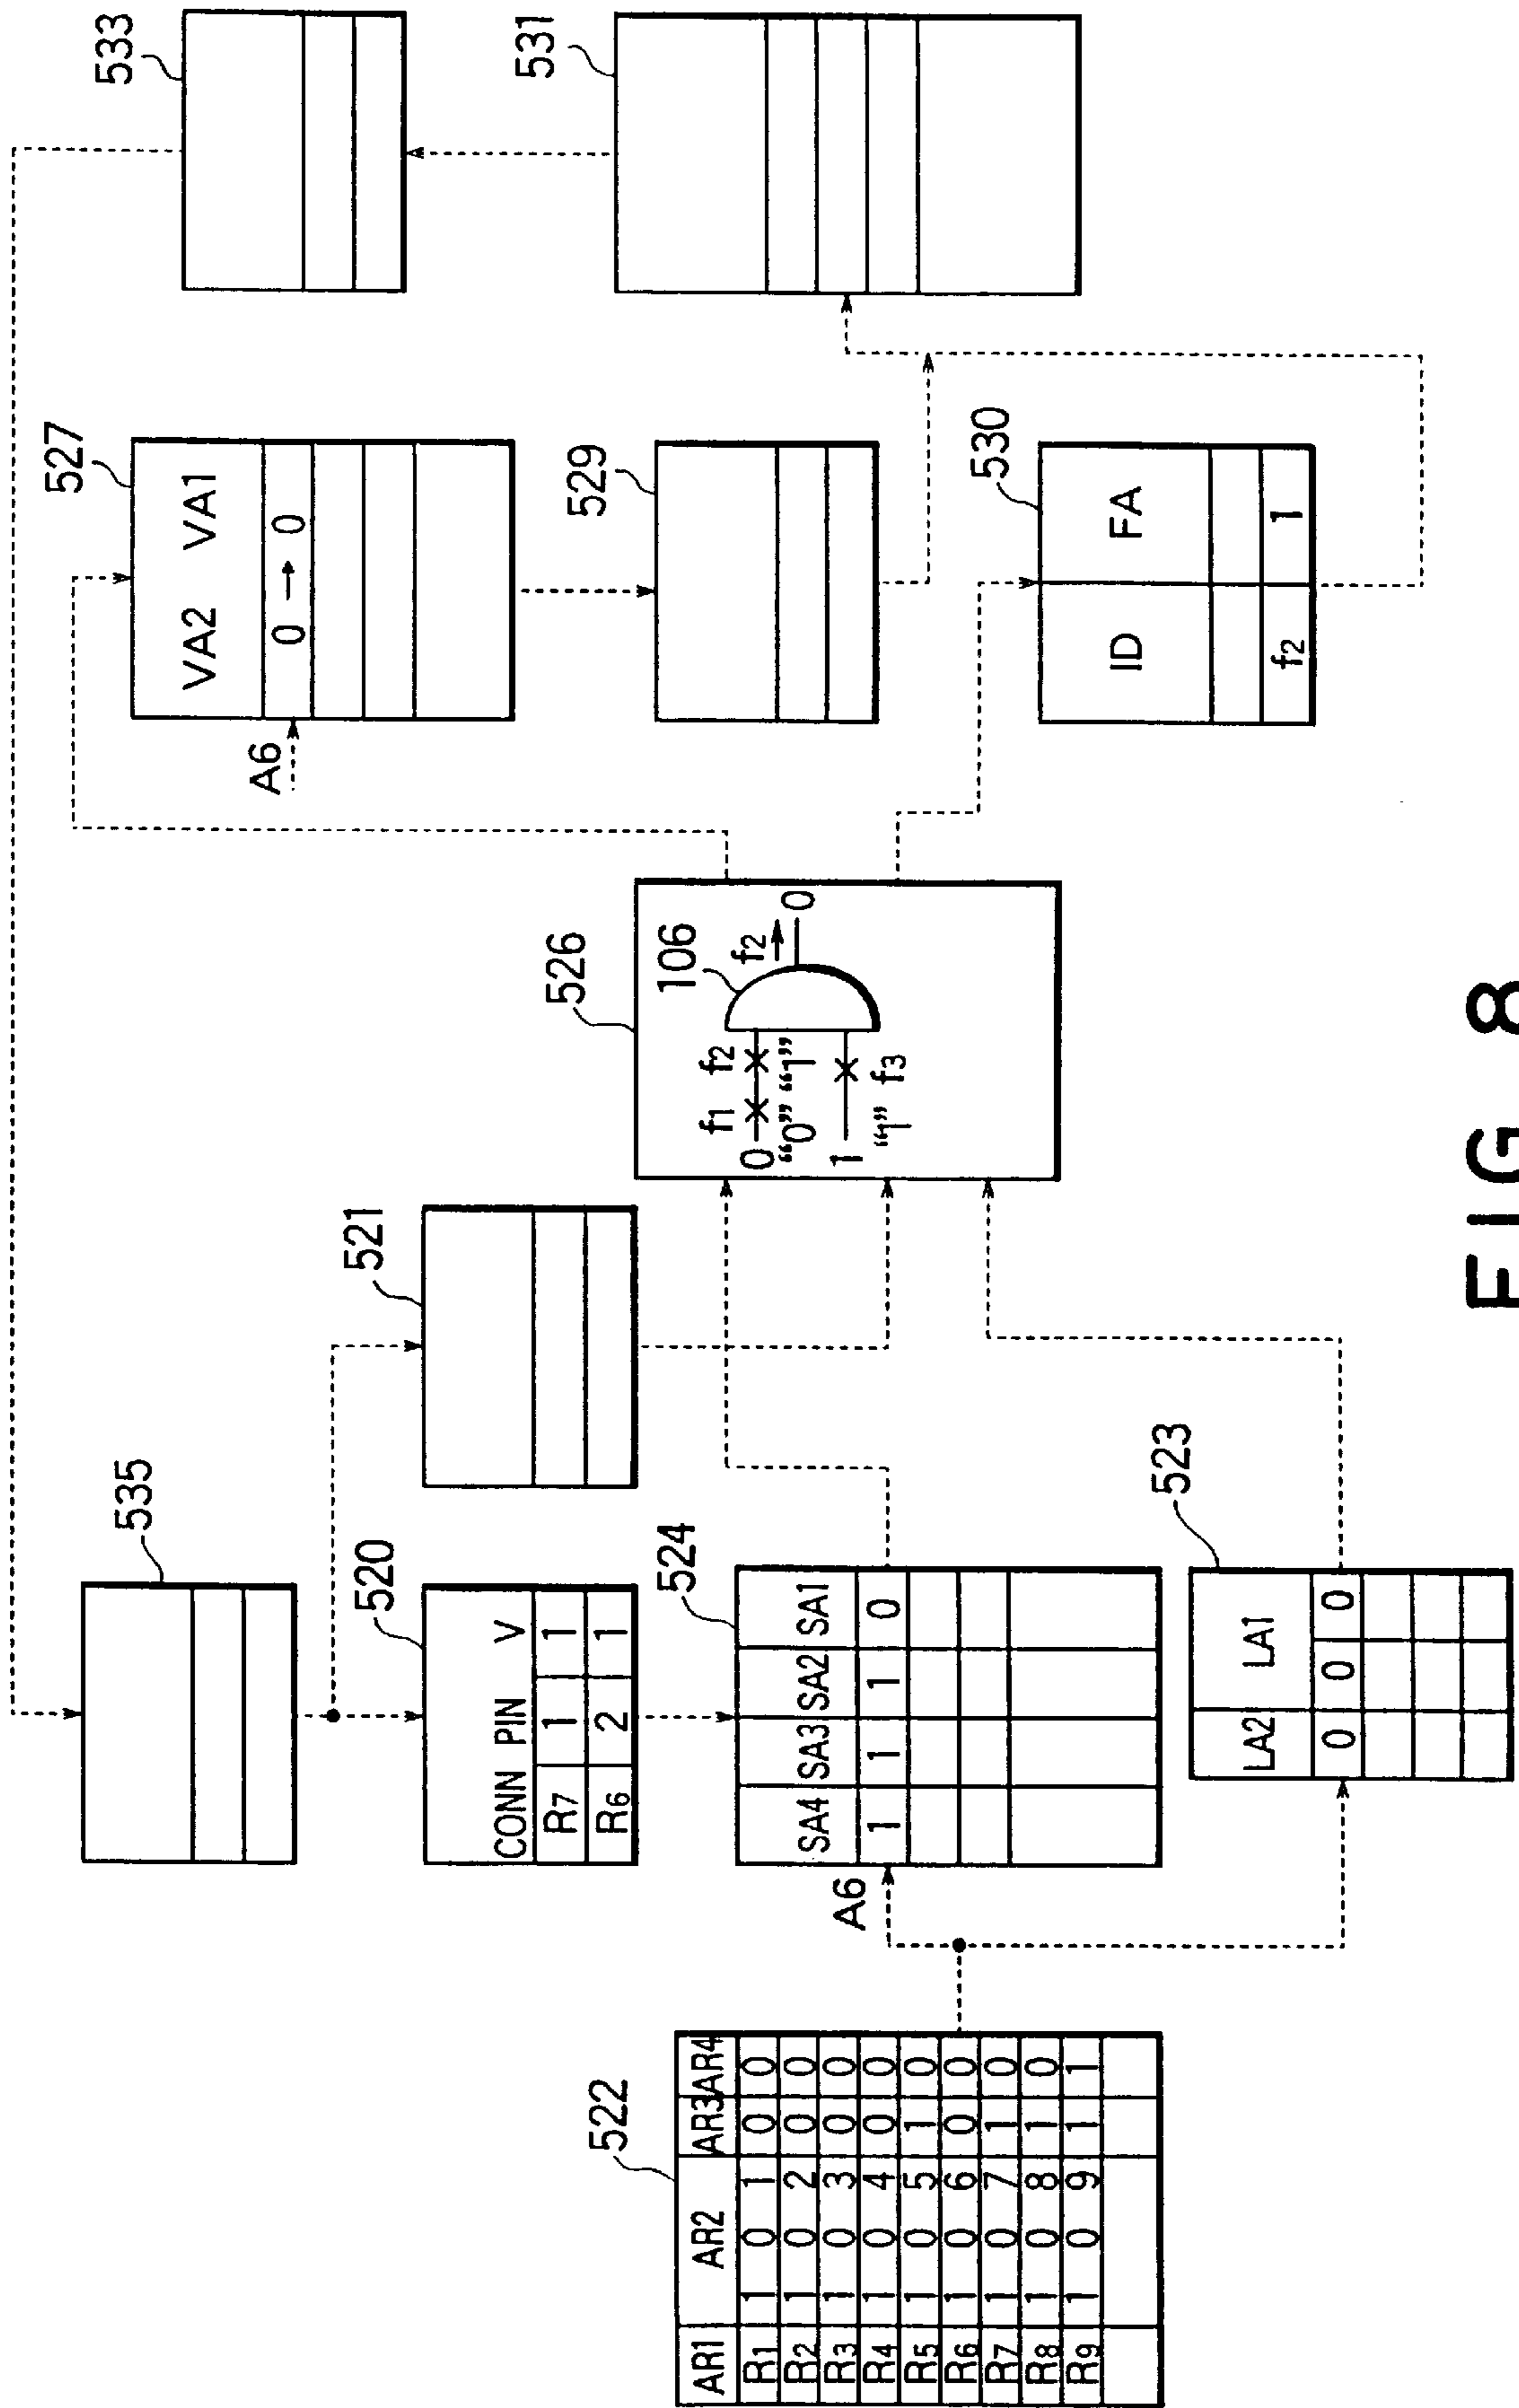 533
531
527
VA2 VA1
0 → 0
A6
529
530
ID FA
f2 1
526
106
f1 f2
f2
0
0
"0" "1"
1
"1" f3
521
535
520
CONN PIN V
R7 1 1
R6 2 1
524
SA4 SA3 SA2 SA1
1 1 1 0
A6
523
LA2 LA1
0 0 0
522
AR1 AR2 AR3 AR4
R1 1 0 1 0 0
R2 1 0 2 0 0
R3 1 0 3 0 0
R4 1 0 4 0 0
R5 1 0 5 1 0
R6 1 0 6 0 0
R7 1 0 7 1 0
R8 1 0 8 1 0
R9 1 0 9 1 1
FIG 8